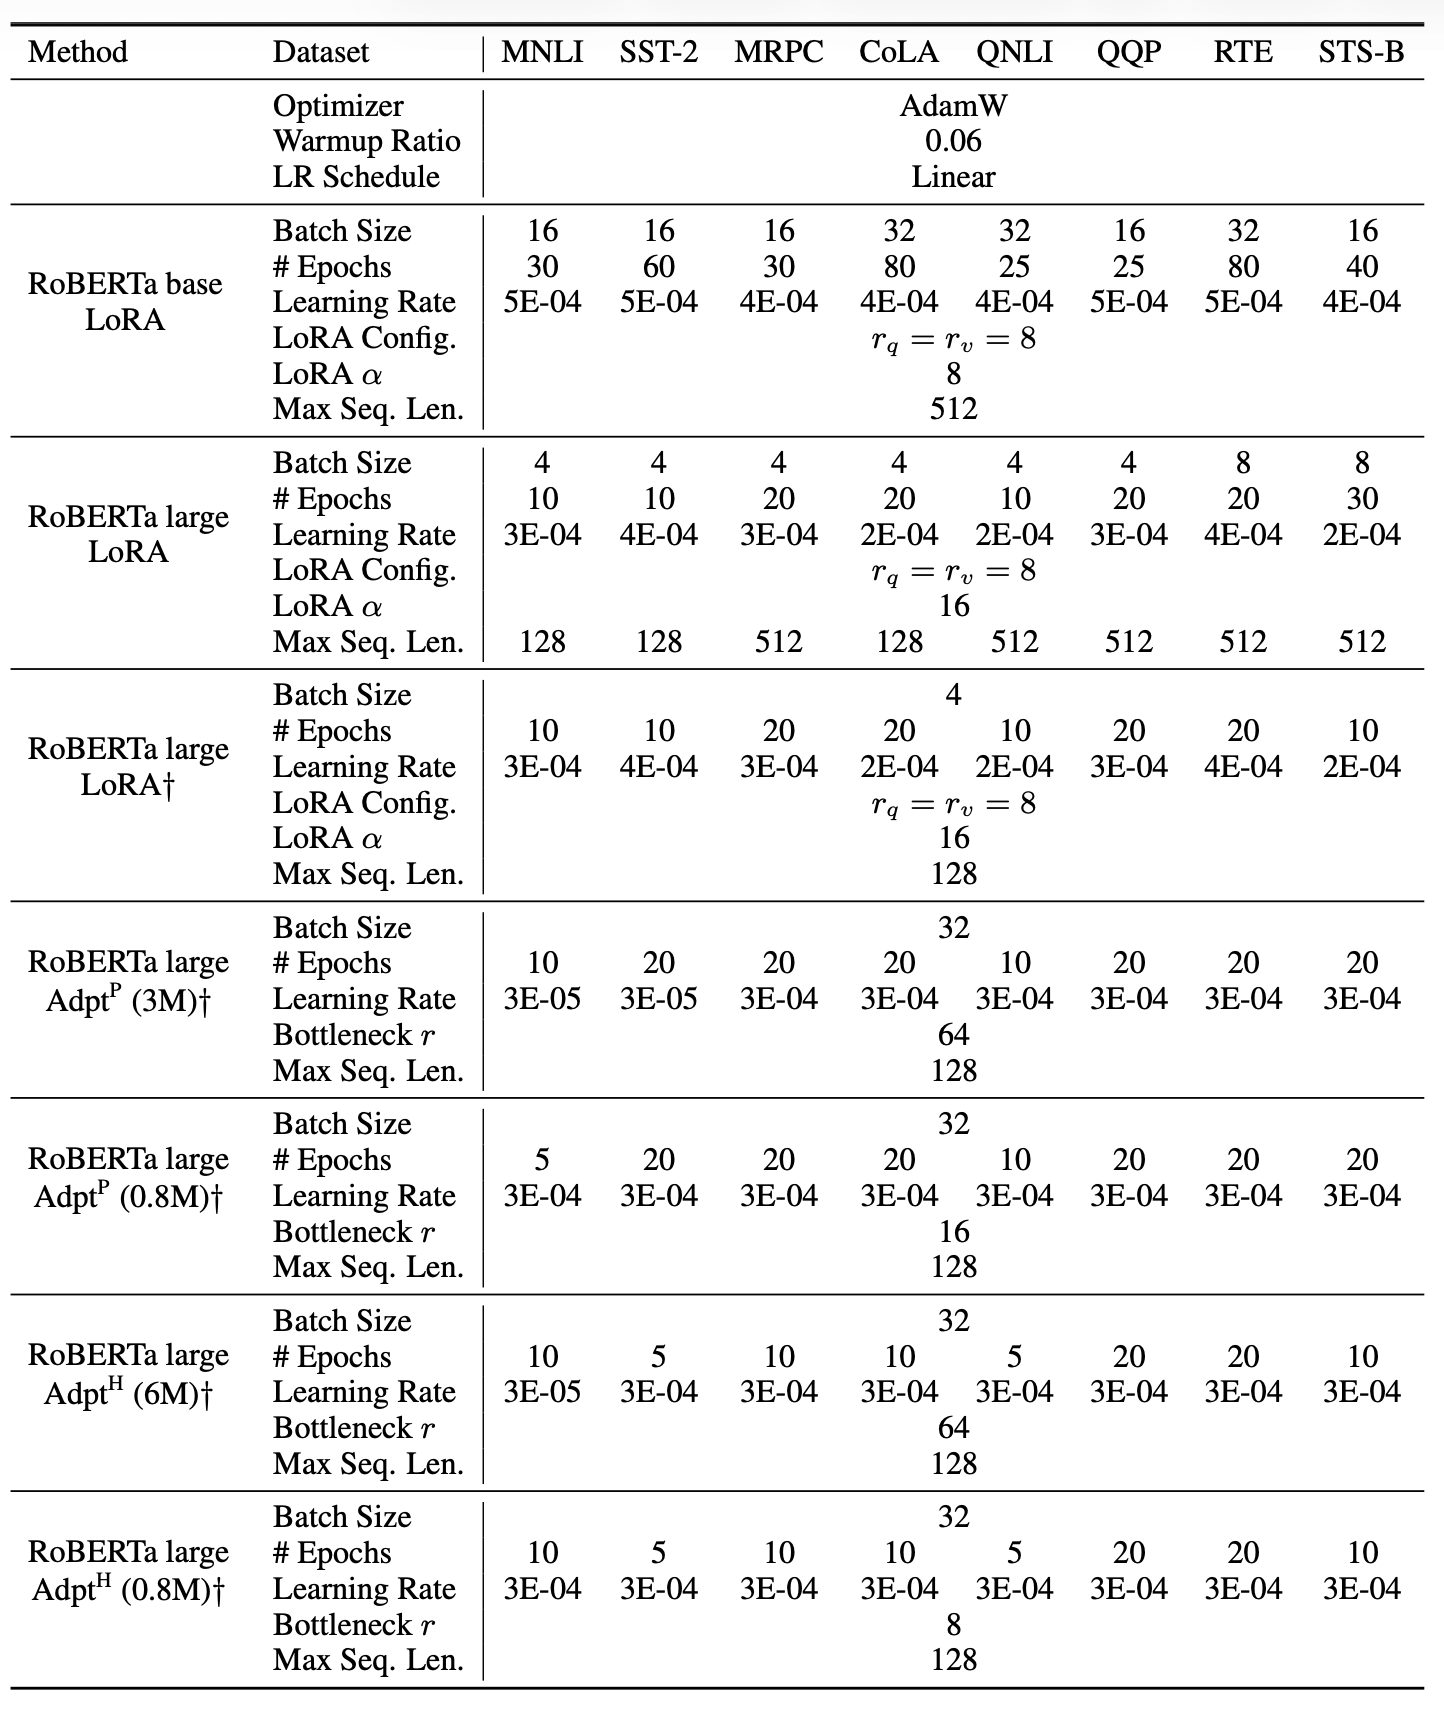 Method Dataset MNLI SST-2 MRPC CoLA QNLI QQP RTE STS-B
Optimizer AdamW
Warmup Ratio 0.06
LR Schedule Linear
RoBERTa base
LoRA
Batch Size 16 16 16 32 32 16 32 16
# Epochs 30 60 30 80 25 25 80 40
Learning Rate 5E-04 5E-04 4E-04 4E-04 4E-04 5E-04 5E-04 4E-04
LoRA Config. r_q = r_v = 8
LoRA α 8
Max Seq. Len. 512
RoBERTa large
LoRA
Batch Size 4 4 4 4 4 4 8 8
# Epochs 10 10 20 20 10 20 20 30
Learning Rate 3E-04 4E-04 3E-04 2E-04 2E-04 3E-04 4E-04 2E-04
LoRA Config. r_q = r_v = 8
LoRA α 16
Max Seq. Len. 128 128 512 128 512 512 512 512
RoBERTa large
LoRA†
Batch Size 4
# Epochs 10 10 20 20 10 20 20 10
Learning Rate 3E-04 4E-04 3E-04 2E-04 2E-04 3E-04 4E-04 2E-04
LoRA Config. r_q = r_v = 8
LoRA α 16
Max Seq. Len. 128
RoBERTa large
Adpt^P (3M)†
Batch Size 32
# Epochs 10 20 20 20 10 20 20 20
Learning Rate 3E-05 3E-05 3E-04 3E-04 3E-04 3E-04 3E-04 3E-04
Bottleneck r 64
Max Seq. Len. 128
RoBERTa large
Adpt^P (0.8M)†
Batch Size 32
# Epochs 5 20 20 20 10 20 20 20
Learning Rate 3E-04 3E-04 3E-04 3E-04 3E-04 3E-04 3E-04 3E-04
Bottleneck r 16
Max Seq. Len. 128
RoBERTa large
Adpt^H (6M)†
Batch Size 32
# Epochs 10 5 10 10 5 20 20 10
Learning Rate 3E-05 3E-04 3E-04 3E-04 3E-04 3E-04 3E-04 3E-04
Bottleneck r 64
Max Seq. Len. 128
RoBERTa large
Adpt^H (0.8M)†
Batch Size 32
# Epochs 10 5 10 10 5 20 20 10
Learning Rate 3E-04 3E-04 3E-04 3E-04 3E-04 3E-04 3E-04 3E-04
Bottleneck r 8
Max Seq. Len. 128